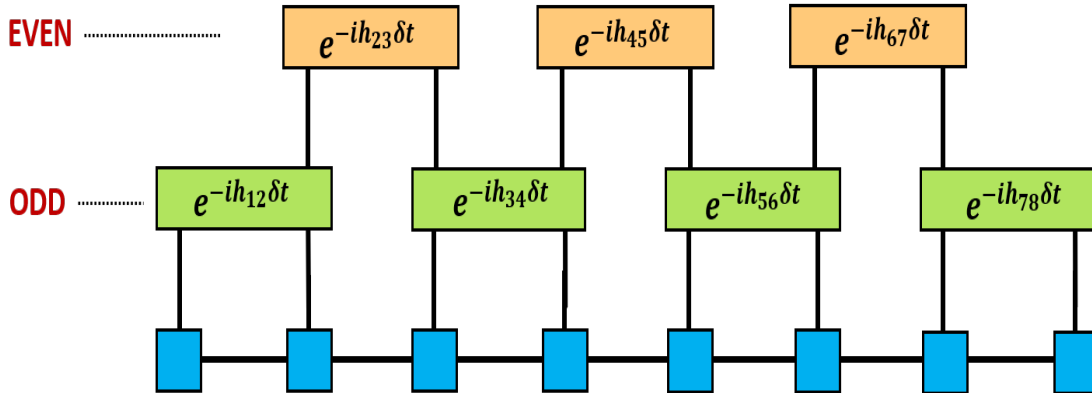 EVEN
e^{-ih_{23}δt}
e^{-ih_{45}δt}
e^{-ih_{67}δt}
ODD
e^{-ih_{12}δt}
e^{-ih_{34}δt}
e^{-ih_{56}δt}
e^{-ih_{78}δt}